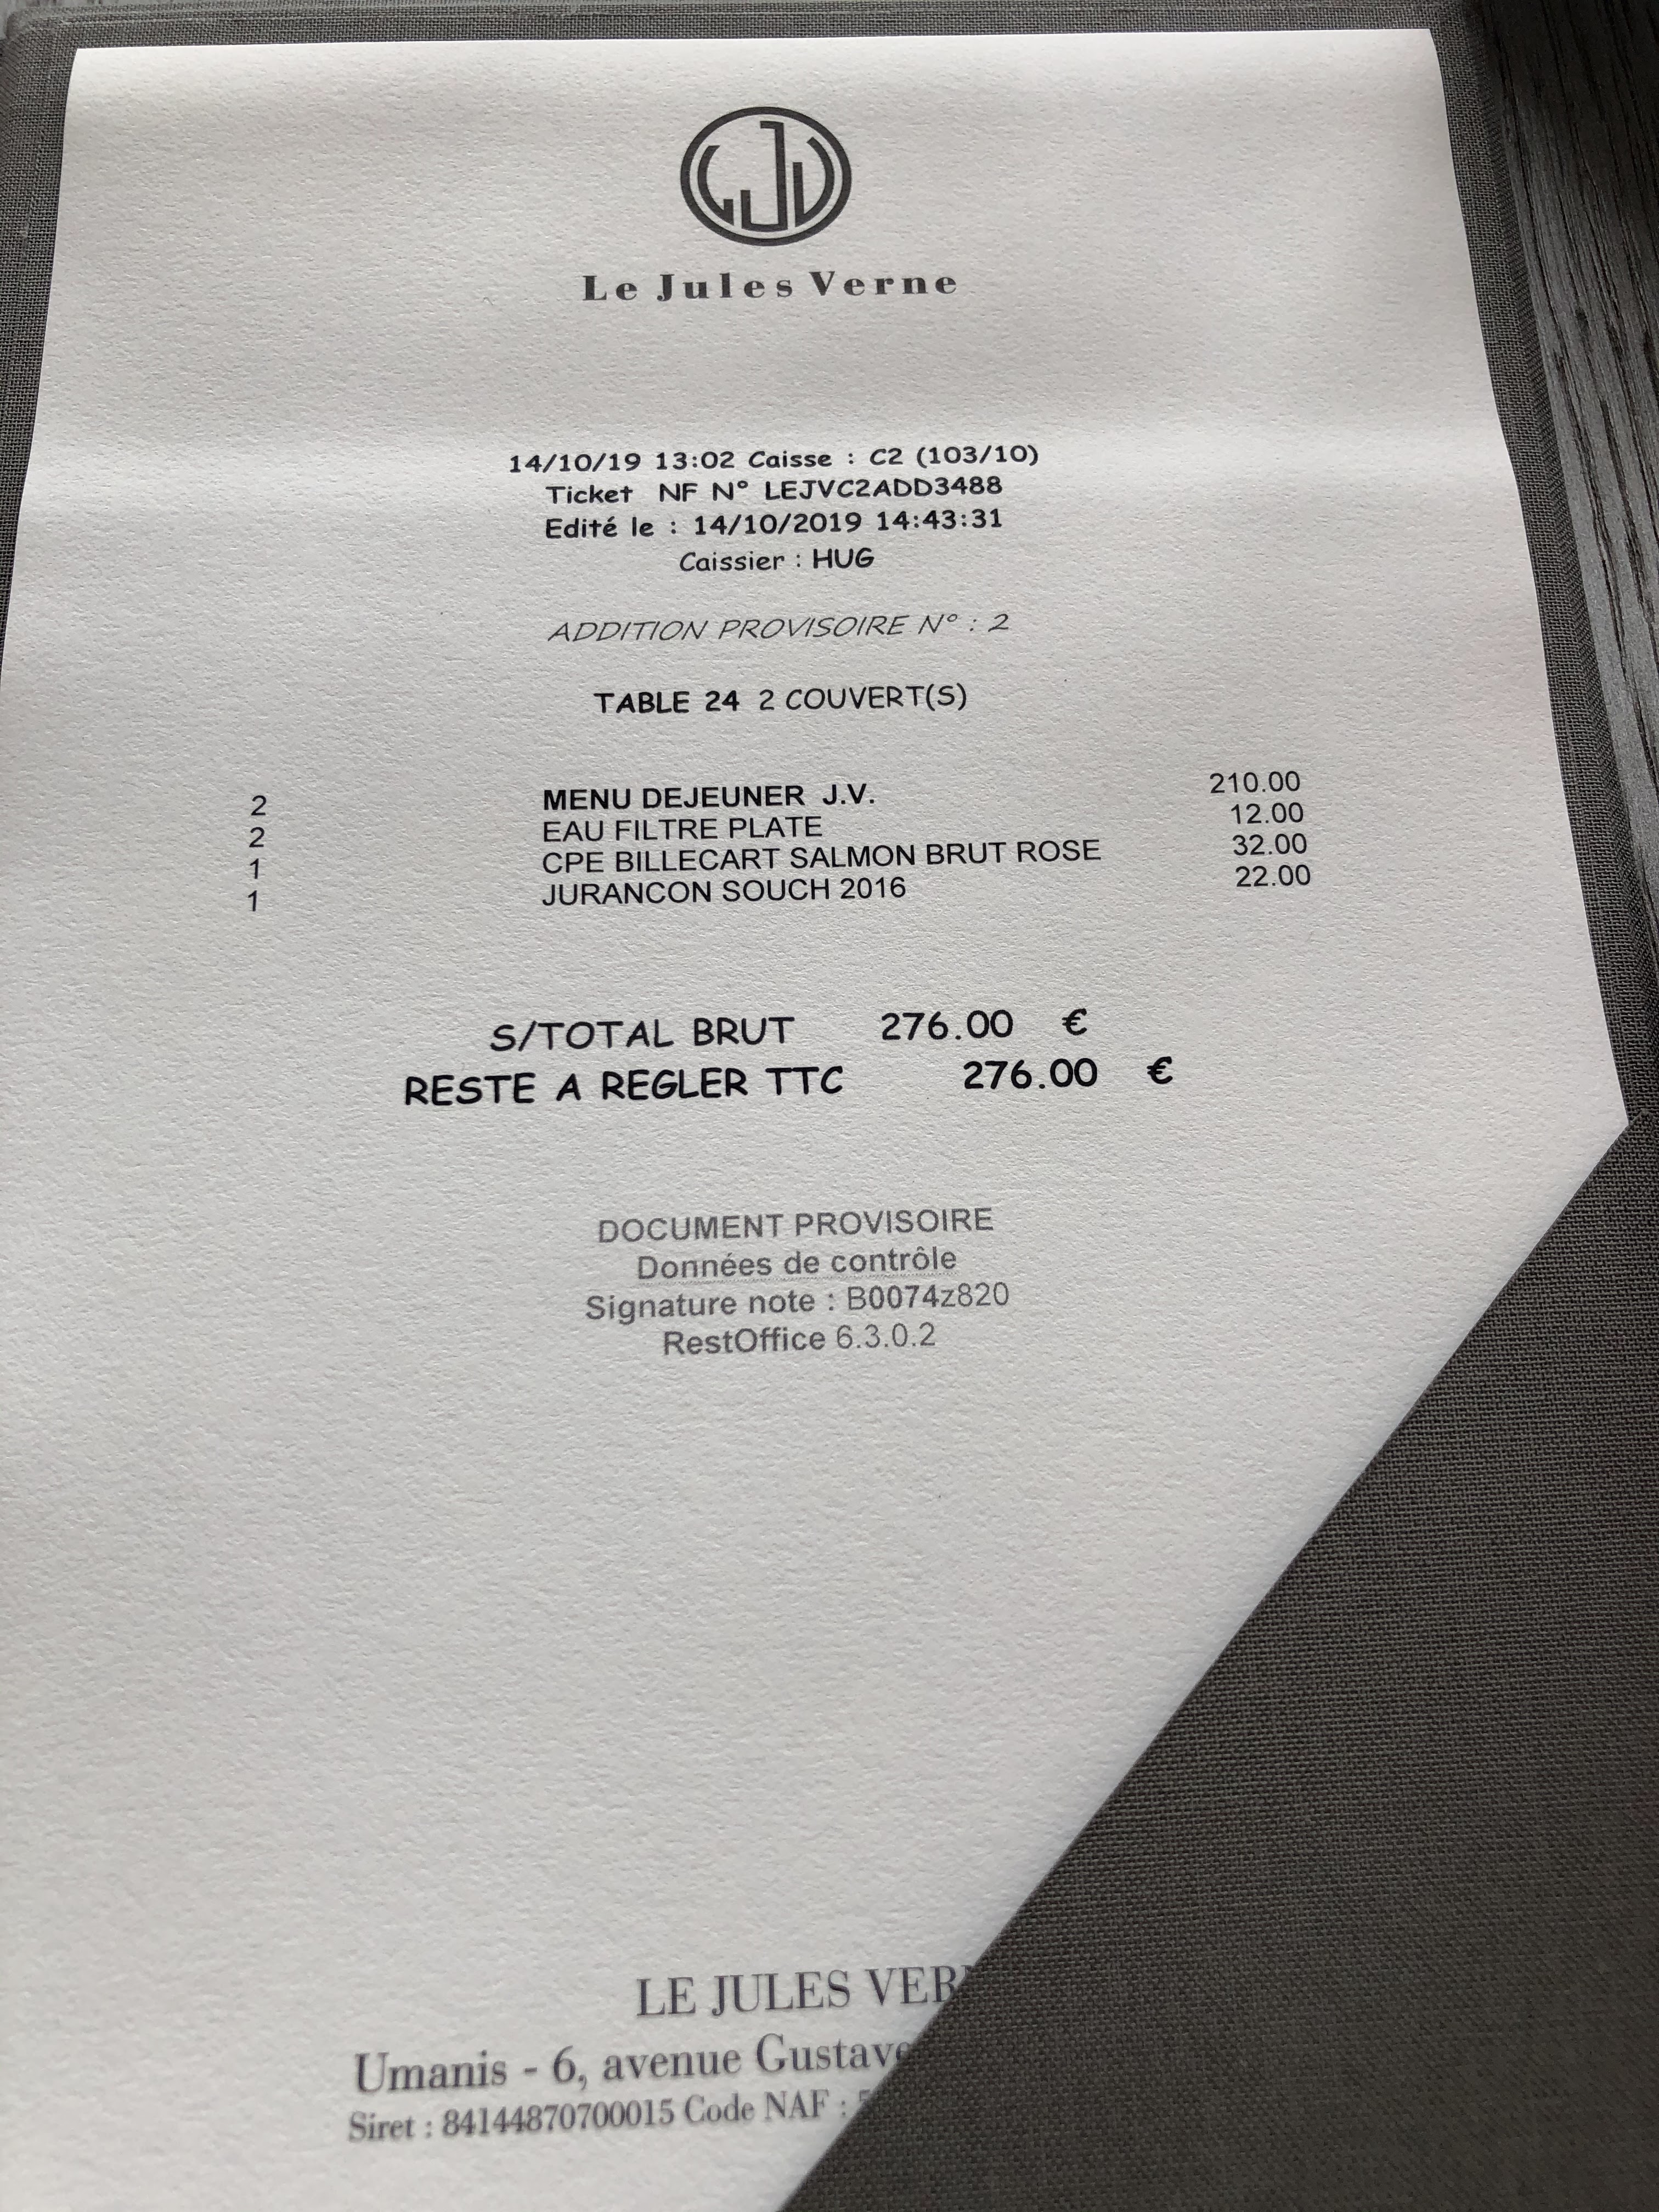 Le Jules Verne
14/10/19 13:02 Caisse : C2 (103/10)
Ticket NF N° LEJVC2ADD3488
Edité le : 14/10/2019 14:43:31
Caissier : HUG
ADDITION PROVISOIRE N° : 2
TABLE 24 2 COUVERT(S)
2 MENU DEJEUNER J.V. 210.00
2 EAU FILTRE PLATE 12.00
1 CPE BILLECART SALMON BRUT ROSE 32.00
1 JURANCON SOUCH 2016 22.00
S/TOTAL BRUT 276.00 €
RESTE A REGLER TTC 276.00 €
DOCUMENT PROVISOIRE
Données de contrôle
Signature note : B0074z820
RestOffice 6.3.0.2
LE JULES VER
Umanis - 6, avenue Gustave
Siret : 84144870700015 Code NAF :